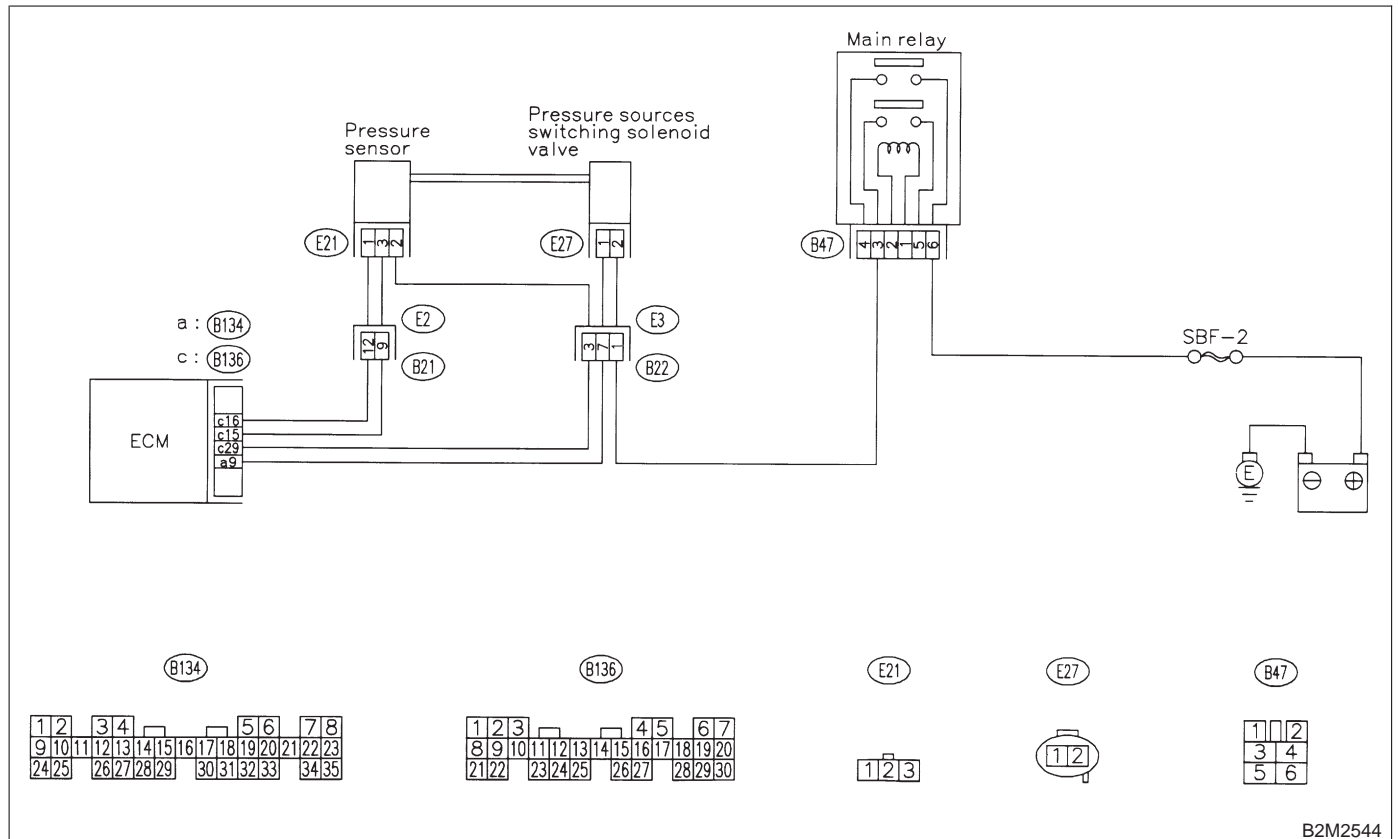 Main relay
Pressure sources
switching solenoid
valve
Pressure
sensor
E21
1 3 2
E27
1 2
B47
4 3 2 1 5 6
a : B134
c : B136
E2
12 9
B21
E3
3 7 1
B22
SBF-2
ECM
c16
c15
c29
a9
E
⊖ ⊕
B134
1 2 3 4 5 6 7 8
9 10 11 12 13 14 15 16 17 18 19 20 21 22 23
24 25 26 27 28 29 30 31 32 33 34 35
B136
1 2 3 4 5 6 7
8 9 10 11 12 13 14 15 16 17 18 19 20
21 22 23 24 25 26 27 28 29 30
E21
1 2 3
E27
1 2
B47
1 2
3 4
5 6
B2M2544